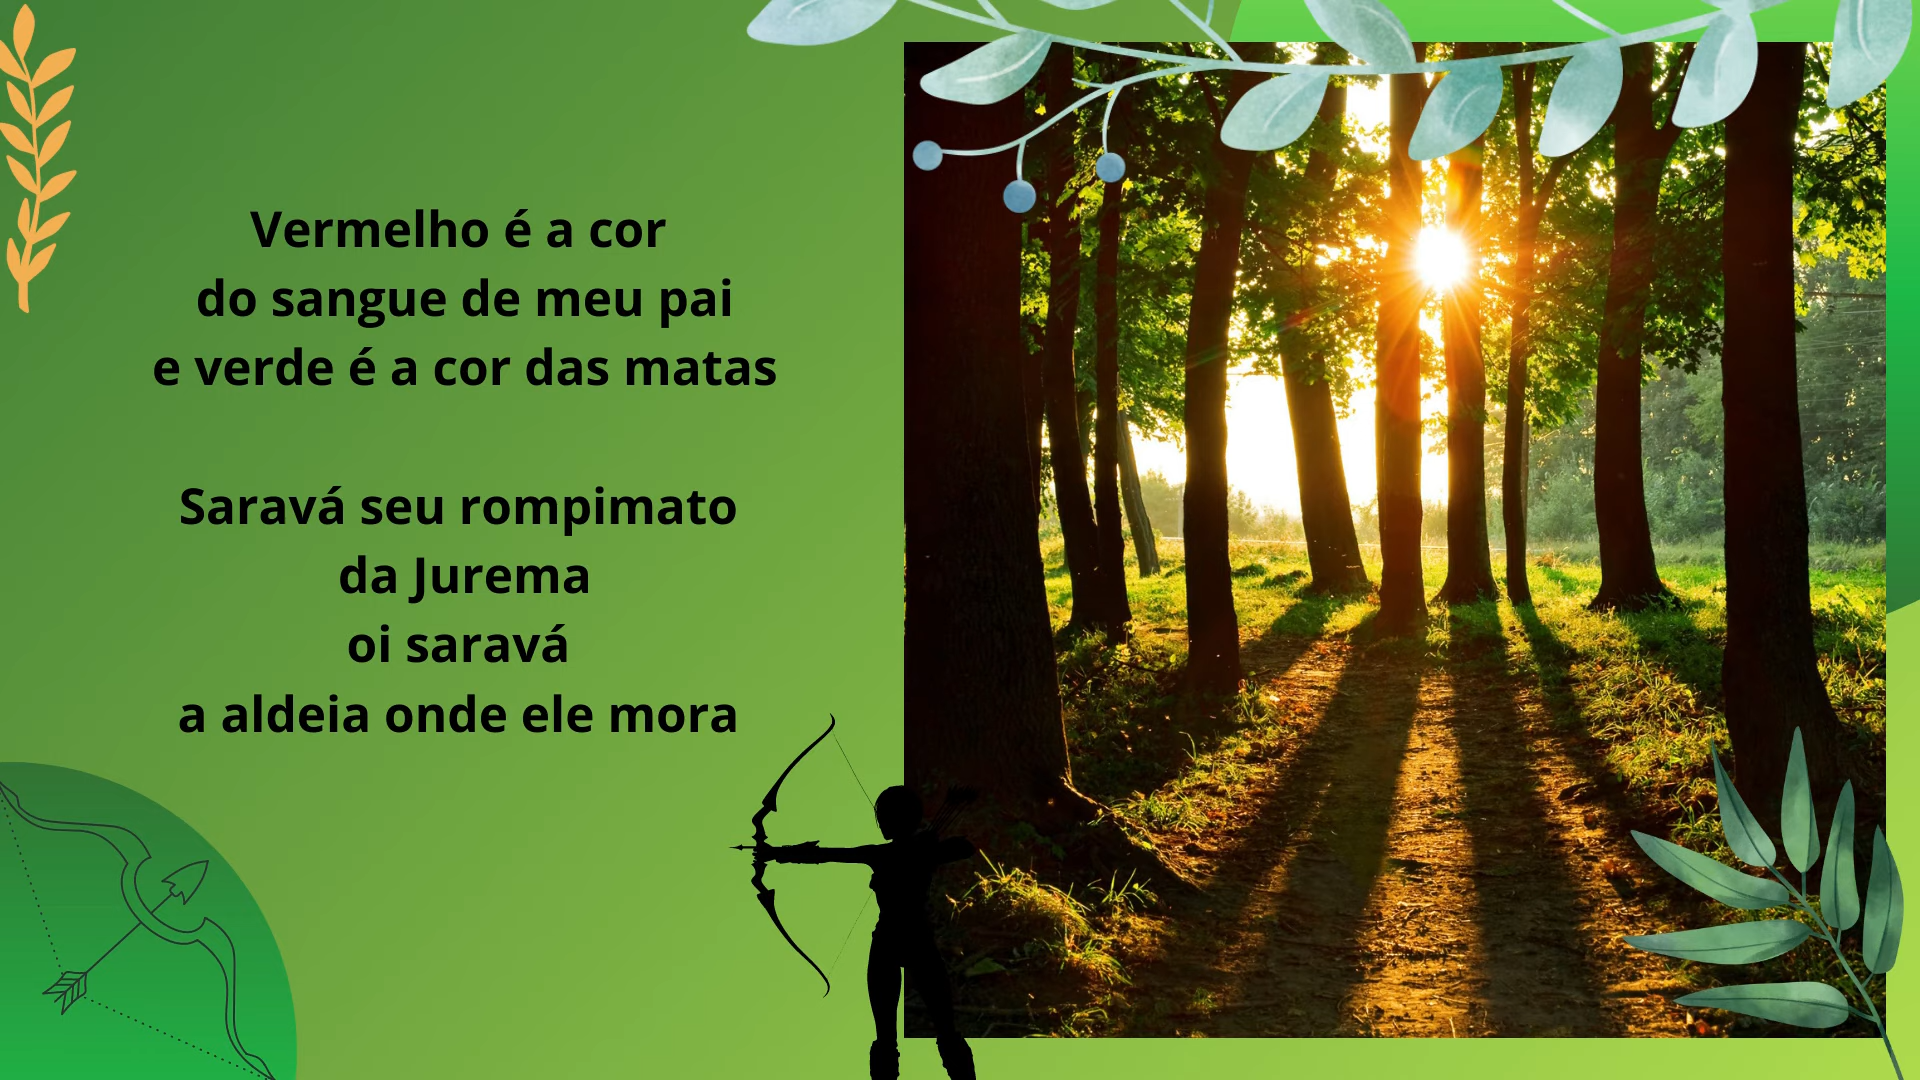 Vermelho é a cor
do sangue de meu pai
e verde é a cor das matas
Saravá seu rompimato
da Jurema
oi saravá
a aldeia onde ele mora